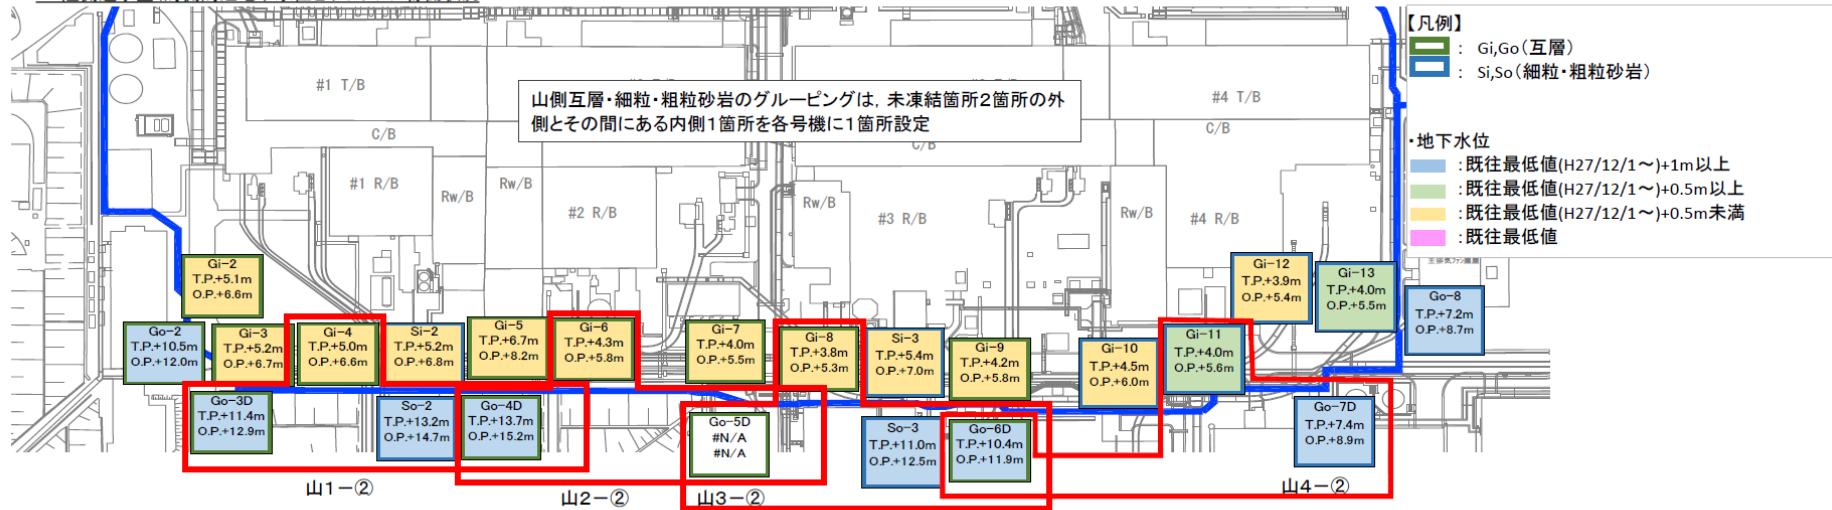 #1 T/B
#4 T/B
山側互層・細粒・粗粒砂岩のグルーピングは，未凍結箇所2箇所の外
側とその間にある内側1箇所を各号機に1箇所設定
C/B
C/B
C/B
#1 R/B
Rw/B
Rw/B
#2 R/B
Rw/B
#3 R/B
Rw/B
#4 R/B
【凡例】
： Gi,Go（互層）
： Si,So（細粒・粗粒砂岩）
・地下水位
：既往最低値(H27/12/1～)+1m以上
：既往最低値(H27/12/1～)+0.5m以上
：既往最低値(H27/12/1～)+0.5m未満
：既往最低値
Gi-2
T.P.+5.1m
O.P.+6.6m
Gi-12
T.P.+3.9m
O.P.+5.4m
Gi-13
T.P.+4.0m
O.P.+5.5m
Go-8
T.P.+7.2m
O.P.+8.7m
Go-2
T.P.+10.5m
O.P.+12.0m
Gi-3
T.P.+5.2m
O.P.+6.7m
Gi-4
T.P.+5.0m
O.P.+6.6m
Si-2
T.P.+5.2m
O.P.+6.8m
Gi-5
T.P.+6.7m
O.P.+8.2m
Gi-6
T.P.+4.3m
O.P.+5.8m
Gi-7
T.P.+4.0m
O.P.+5.5m
Gi-8
T.P.+3.8m
O.P.+5.3m
Si-3
T.P.+5.4m
O.P.+7.0m
Gi-9
T.P.+4.2m
O.P.+5.8m
Gi-10
T.P.+4.5m
O.P.+6.0m
Gi-11
T.P.+4.0m
O.P.+5.6m
Go-3D
T.P.+11.4m
O.P.+12.9m
So-2
T.P.+13.2m
O.P.+14.7m
Go-4D
T.P.+13.7m
O.P.+15.2m
Go-5D
#N/A
#N/A
So-3
T.P.+11.0m
O.P.+12.5m
Go-6D
T.P.+10.4m
O.P.+11.9m
Go-7D
T.P.+7.4m
O.P.+8.9m
山1－②
山2－②
山3－②
山4－②